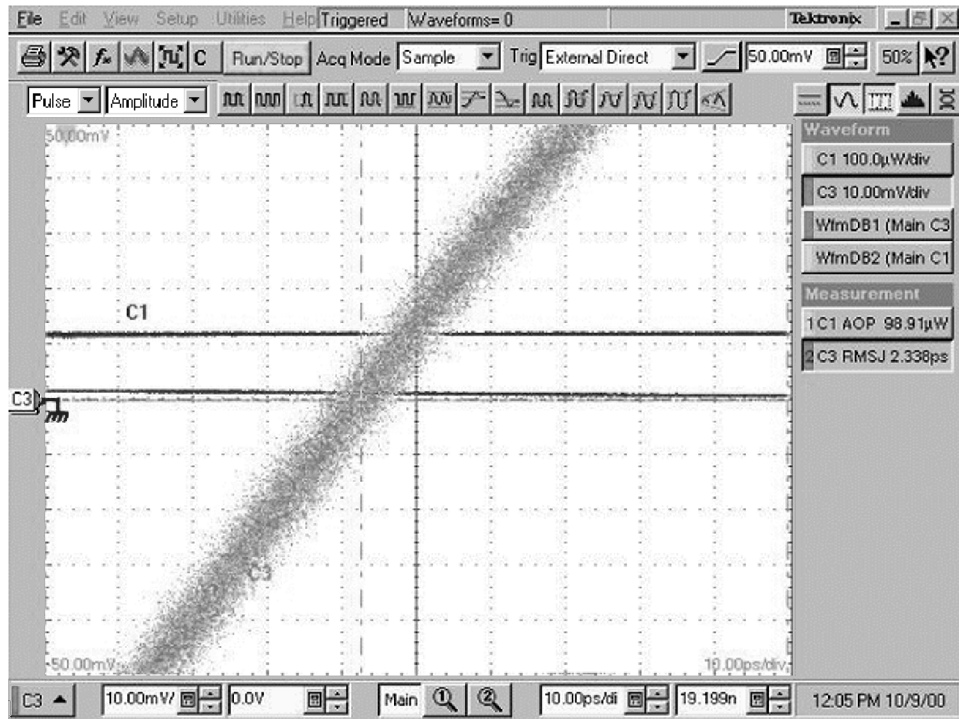 File Edit View Setup Utilities Help Triggered Waveforms= 0 Tektronix
C Run/Stop Acq Mode Sample Trig External Direct 50.00mV 50%
Pulse Amplitude
50.00mV
Waveform
C1 100.0µW/div
C3 10.00mV/div
WfmDB1 (Main C3
WfmDB2 (Main C1
Measurement
1 C1 AOP 98.91µW
2 C3 RMSJ 2.338ps
C1
C3
C3
-50.00mV
10.00ps/div
C3 10.00mV/ 0.0V Main 1 2 10.00ps/di 19.199n 12:05 PM 10/9/00